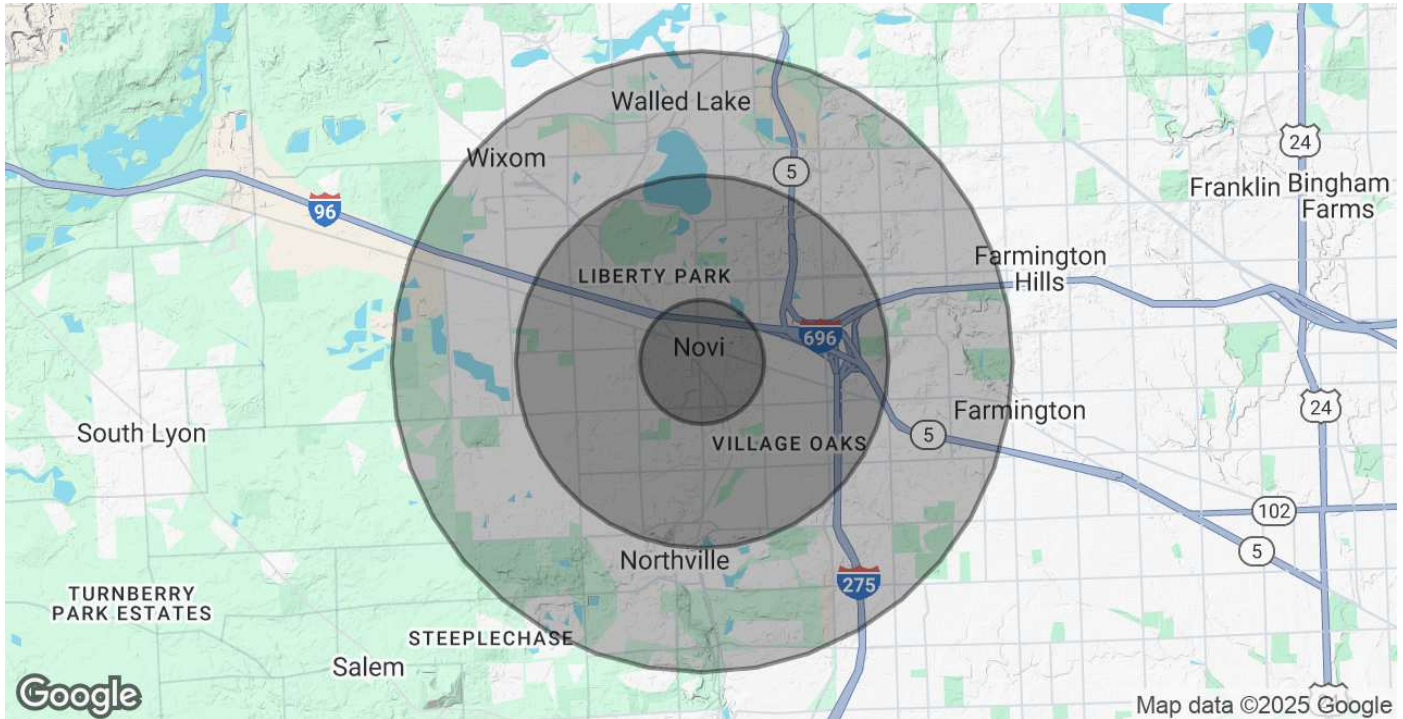 Walled Lake
Wixom
5
24
Franklin
Bingham
Farms
96
Farmington
Hills
LIBERTY PARK
696
Novi
24
Farmington
South Lyon
5
VILLAGE OAKS
102
5
Northville
275
TURNBERRY
PARK ESTATES
STEEPLECHASE
Salem
Google
Map data ©2025 Google